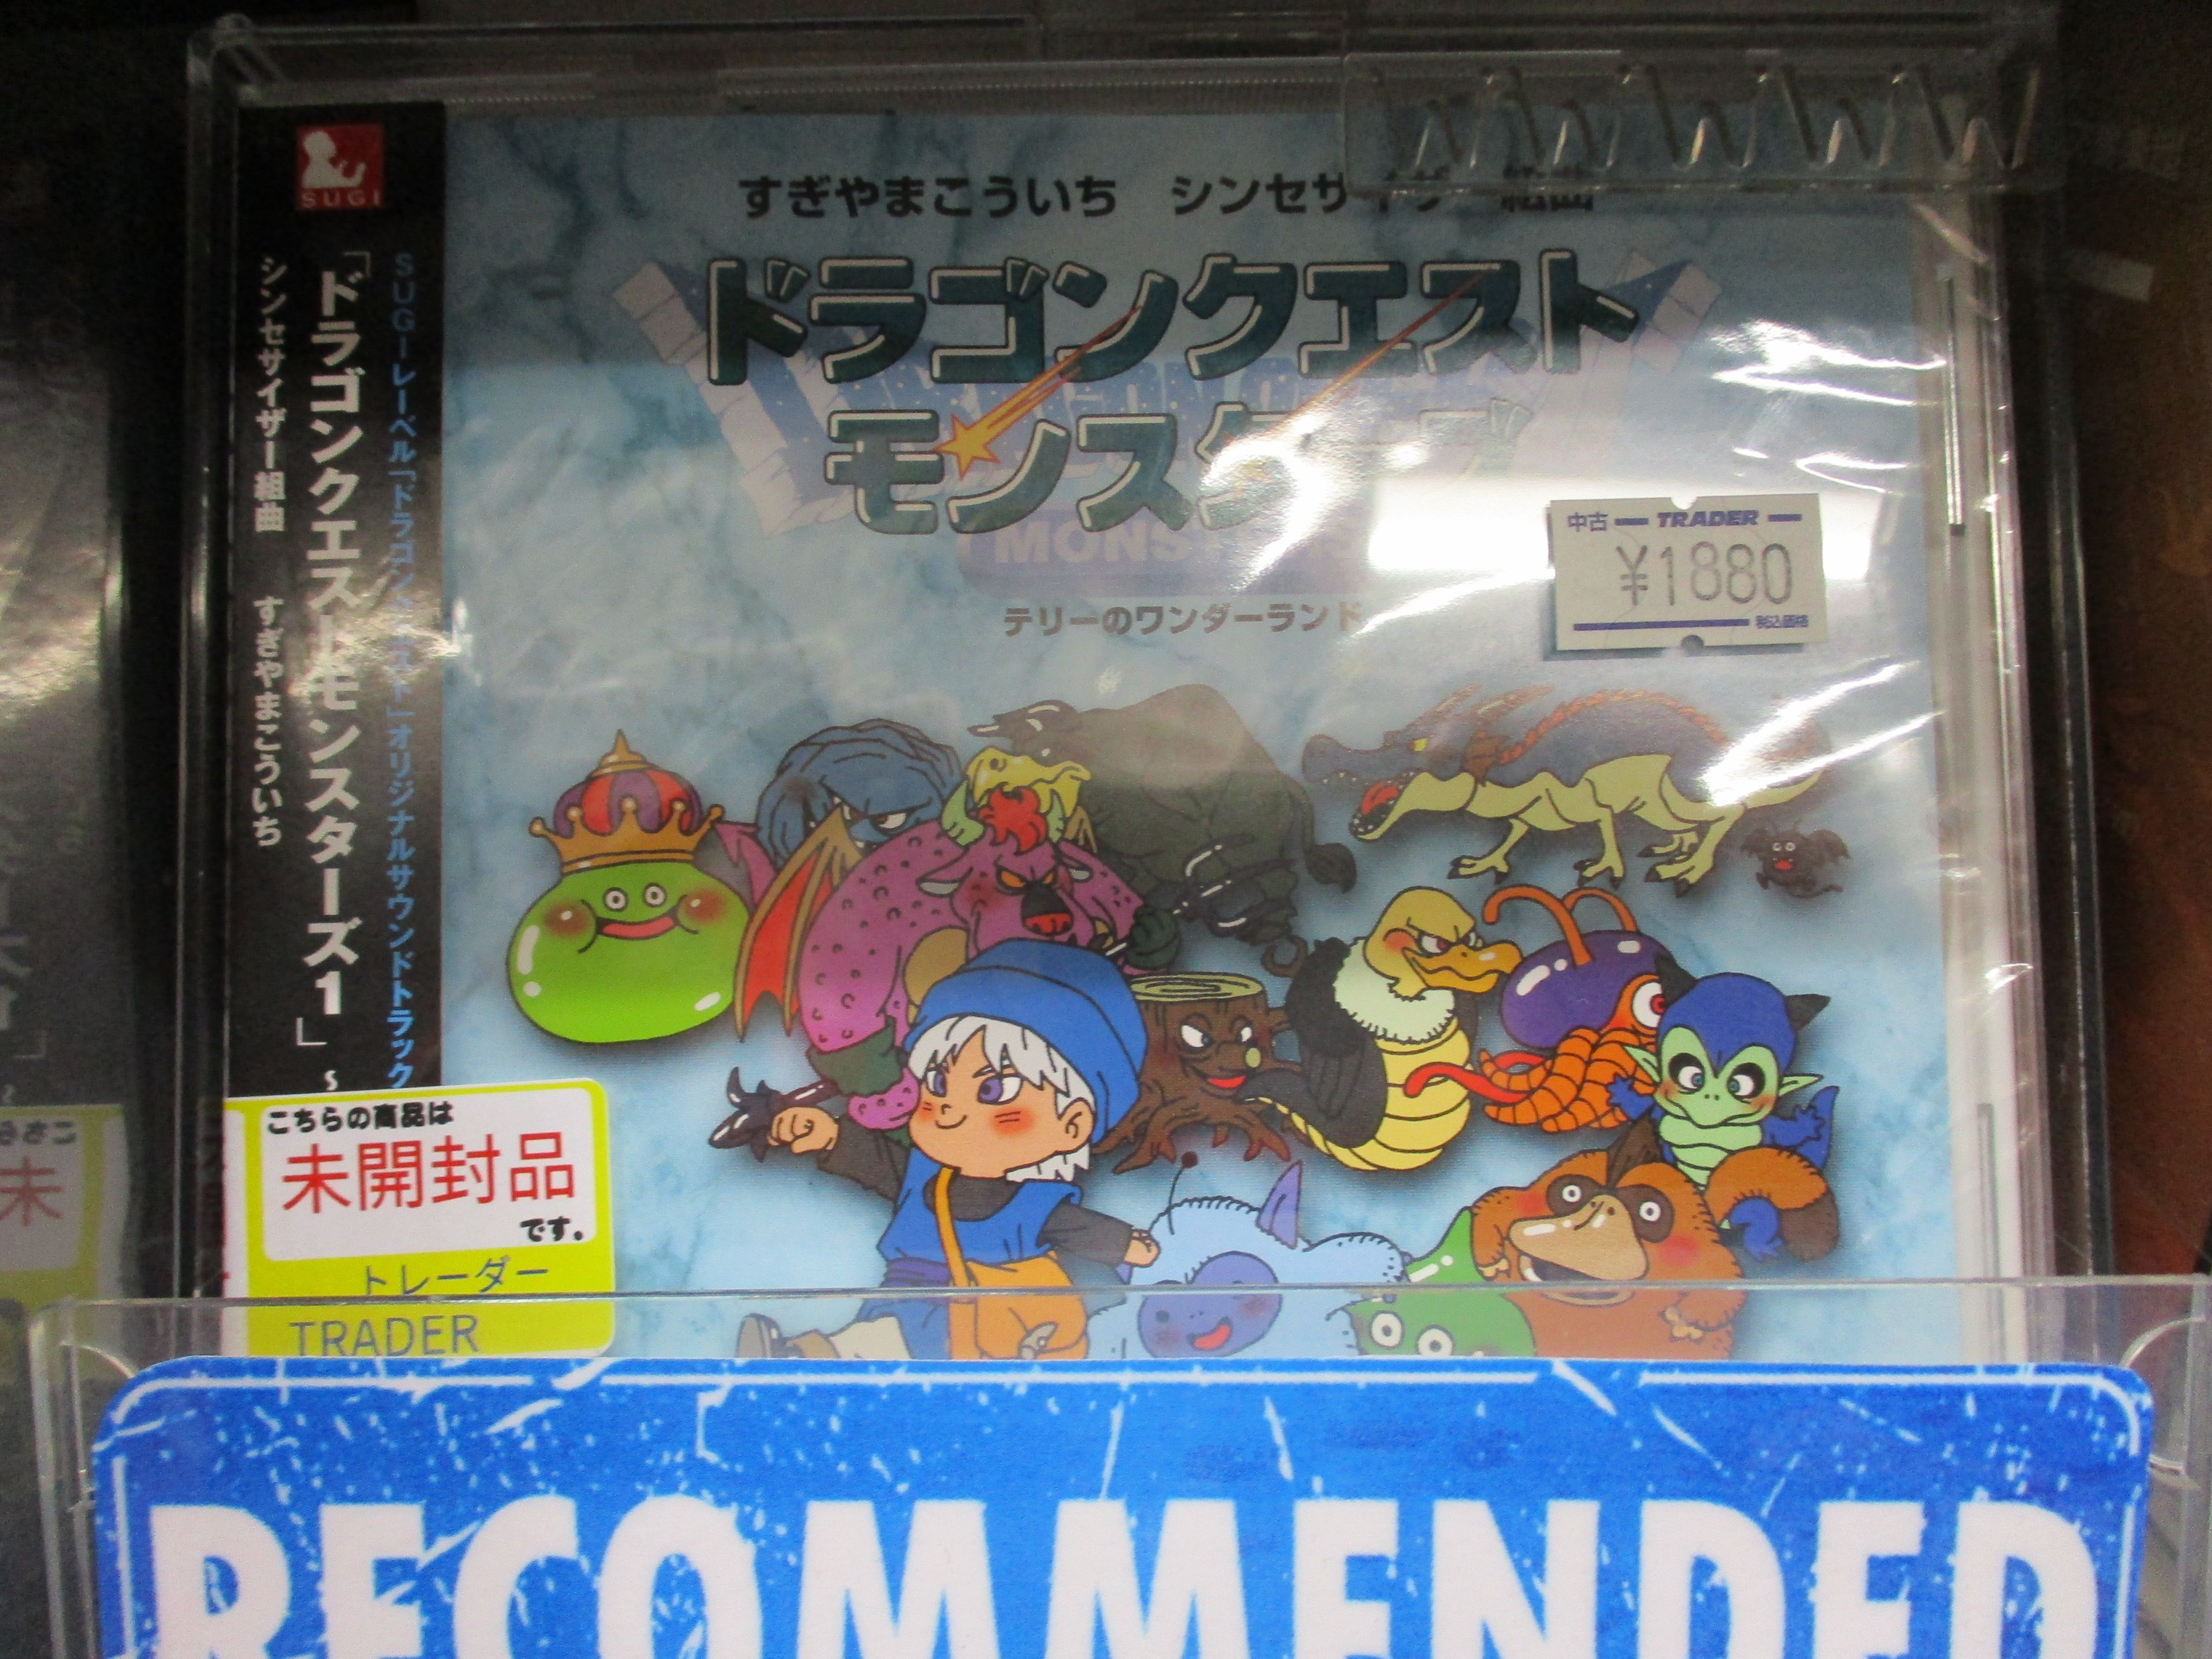 SUGI
SUGIレーベル「ドラゴンクエスト」オリジナルサウンドトラック
「ドラゴンクエストモンスターズ1」～
シンセサイザー組曲 すぎやまこういち
すぎやまこういち シンセサイザー組曲
ドラゴンクエスト
モンスターズ
MONSTERS
テリーのワンダーランド
中古 TRADER
¥1880
税込価格
こちらの商品は
未開封品
です。
トレーダー
TRADER
RECOMMENDED
未